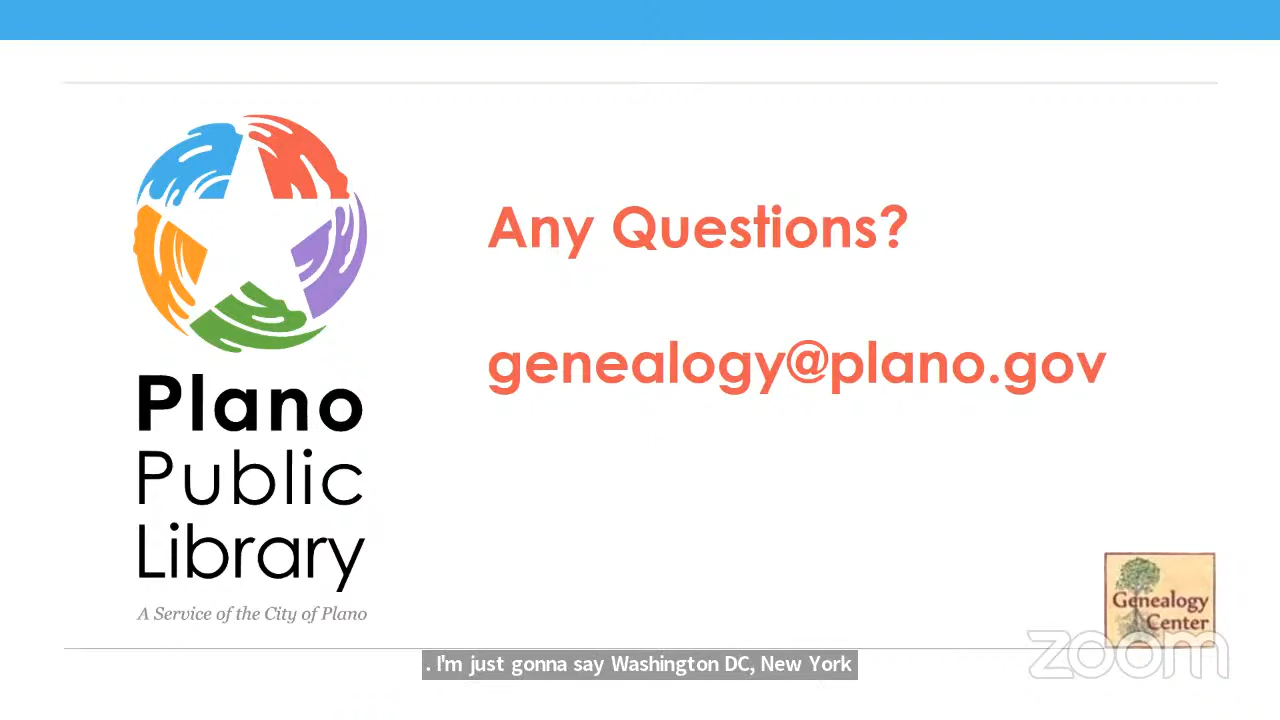 Any Questions?
genealogy@plano.gov
Plano
Public
Library
A Service of the City of Plano
Genealogy
Center
zoom
. I'm just gonna say Washington DC, New York